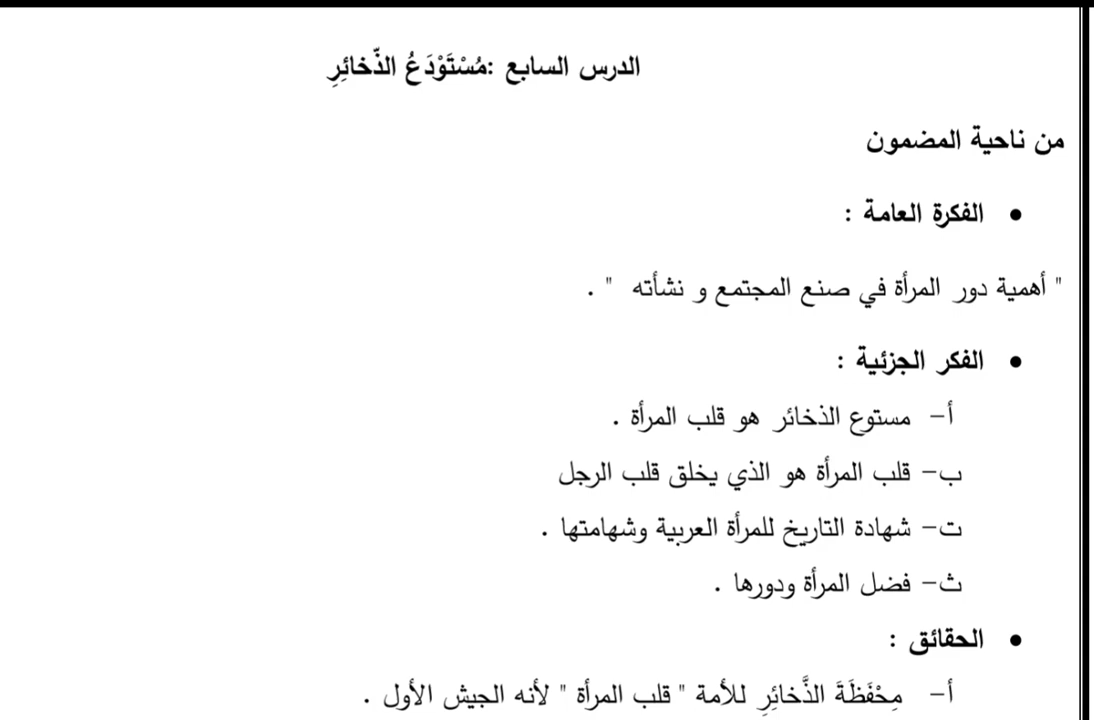 الدرس السابع :مُسْتَوْدَعُ الذّخائِرِ
من ناحية المضمون
• الفكرة العامة :
" أهمية دور المرأة في صنع المجتمع و نشأته " .
• الفكر الجزئية :
أ- مستوع الذخائر هو قلب المرأة .
ب- قلب المرأة هو الذي يخلق قلب الرجل
ت- شهادة التاريخ للمرأة العربية وشهامتها .
ث- فضل المرأة ودورها .
• الحقائق :
أ- مِحْفَظَةَ الذَّخائِرِ للأمة " قلب المرأة " لأنه الجيش الأول .